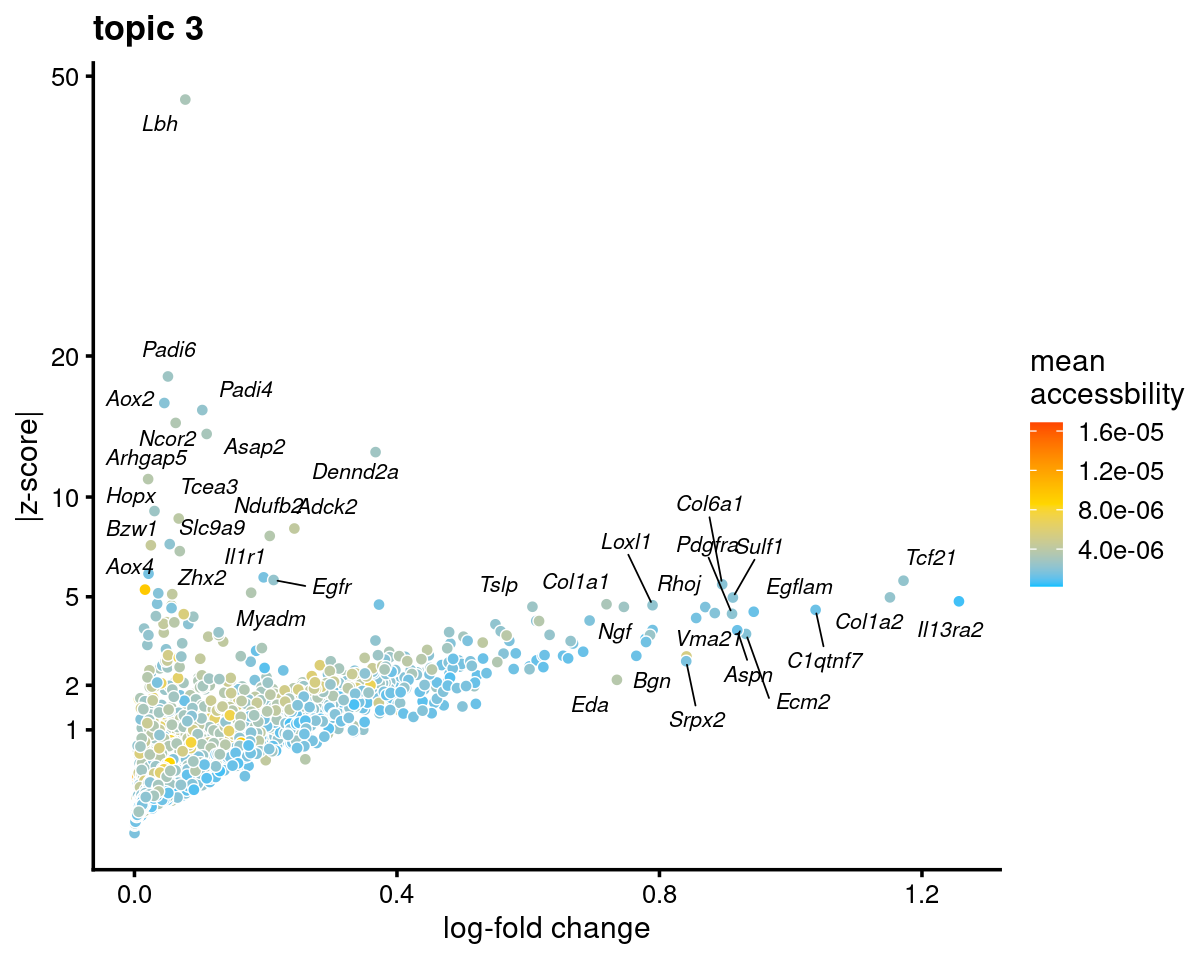 topic 3
50
Lbh
Padi6
20
Padi4
Aox2
Ncor2
Asap2
Arhgap5
Dennd2a
Tcea3
10
Hopx
Ndufb2
Adck2
Col6a1
Bzw1
Slc9a9
Loxl1
Pdgfra
Sulf1
Il1r1
Tcf21
Aox4
Zhx2
Egfr
Tslp
Col1a1
Rhoj
Egflam
5
Myadm
Ngf
Vma21
Col1a2
Il13ra2
C1qtnf7
2
Bgn
Aspn
Eda
Ecm2
Srpx2
1
|z-score|
0.0
0.4
0.8
1.2
log-fold change
mean
accessbility
1.6e-05
1.2e-05
8.0e-06
4.0e-06